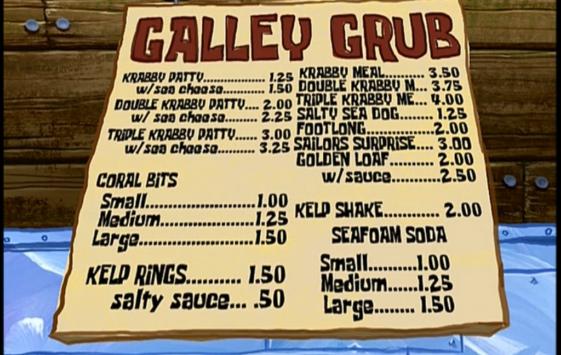 GALLEY GRUB
KRABBY PATTY.................. 1.25
w/sea cheese........... 1.50
DOUBLE KRABBY PATTY.... 2.00
w/ sea cheese........... 2.25
TRIPLE KRABBY PATTY...... 3.00
w/sea cheese........... 3.25
CORAL BITS
Small.........................1.00
Medium.....................1.25
Large.........................1.50
KELP RINGS.......... 1.50
salty sauce... .50
KRABBY MEAL.......... 3.50
DOUBLE KRABBY M... 3.75
TRIPLE KRABBY ME... 4.00
SALTY SEA DOG......... 1.25
FOOTLONG...............2.00
SAILORS SURPRISE.... 3.00
GOLDEN LOAF.......... 2.00
w/sauce..............2.50
KELP SHAKE............ 2.00
SEAFOAM SODA
Small.........1.00
Medium......1.25
Large........ 1.50